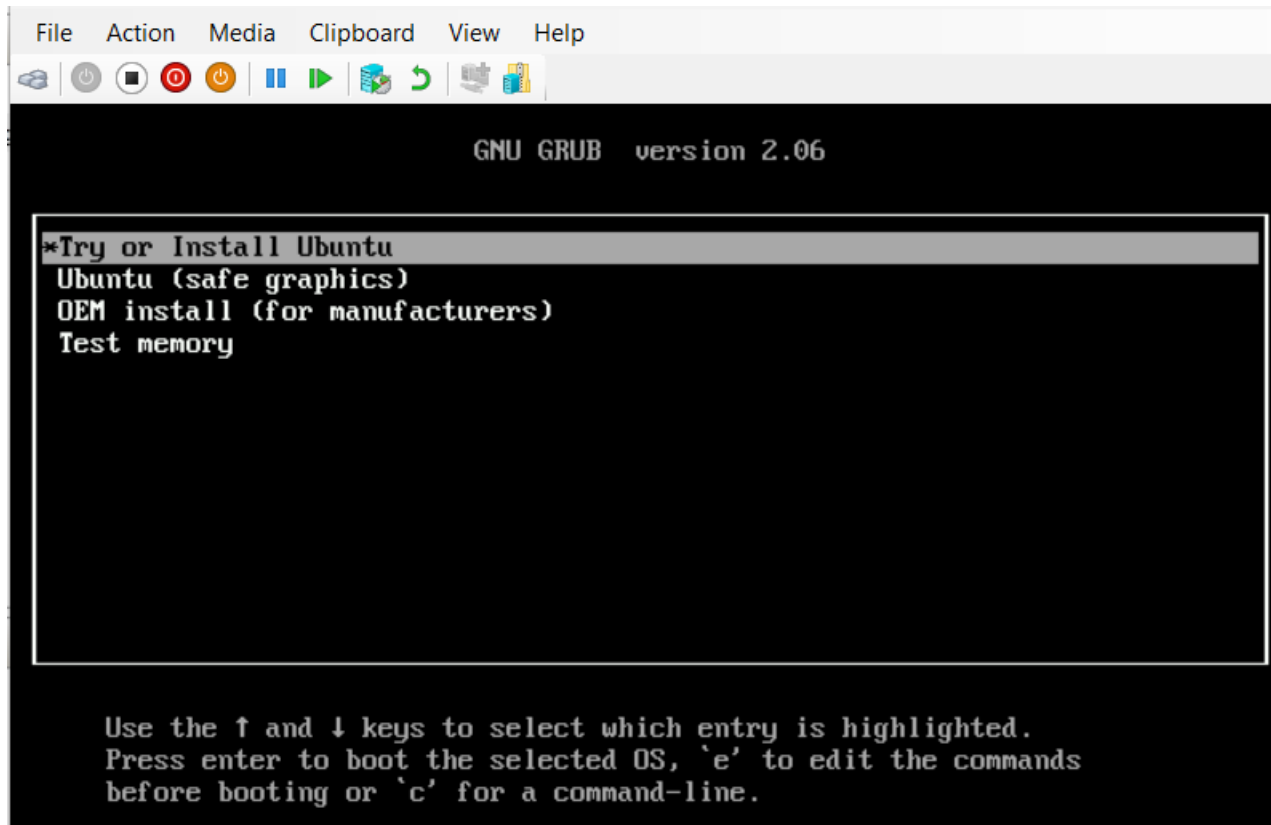 File Action Media Clipboard View Help
GNU GRUB version 2.06
*Try or Install Ubuntu
Ubuntu (safe graphics)
OEM install (for manufacturers)
Test memory
Use the ↑ and ↓ keys to select which entry is highlighted.
Press enter to boot the selected OS, `e' to edit the commands
before booting or `c' for a command-line.